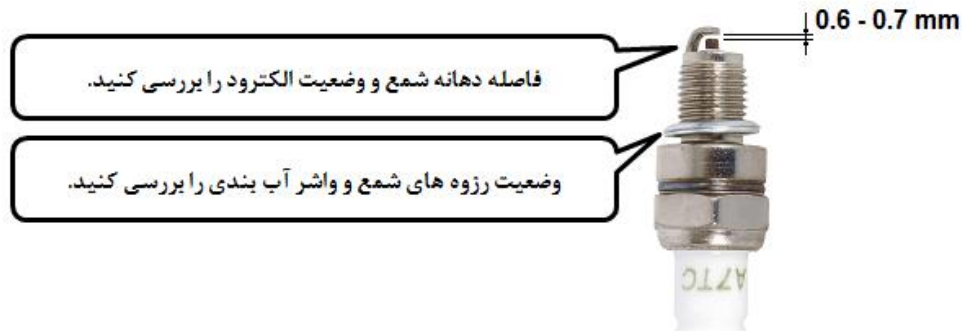 0.6 - 0.7 mm
فاصله دهانه شمع و وضعیت الکترود را بررسی کنید.
وضعیت رزوه های شمع و واشر آب بندی را بررسی کنید.
A7TC